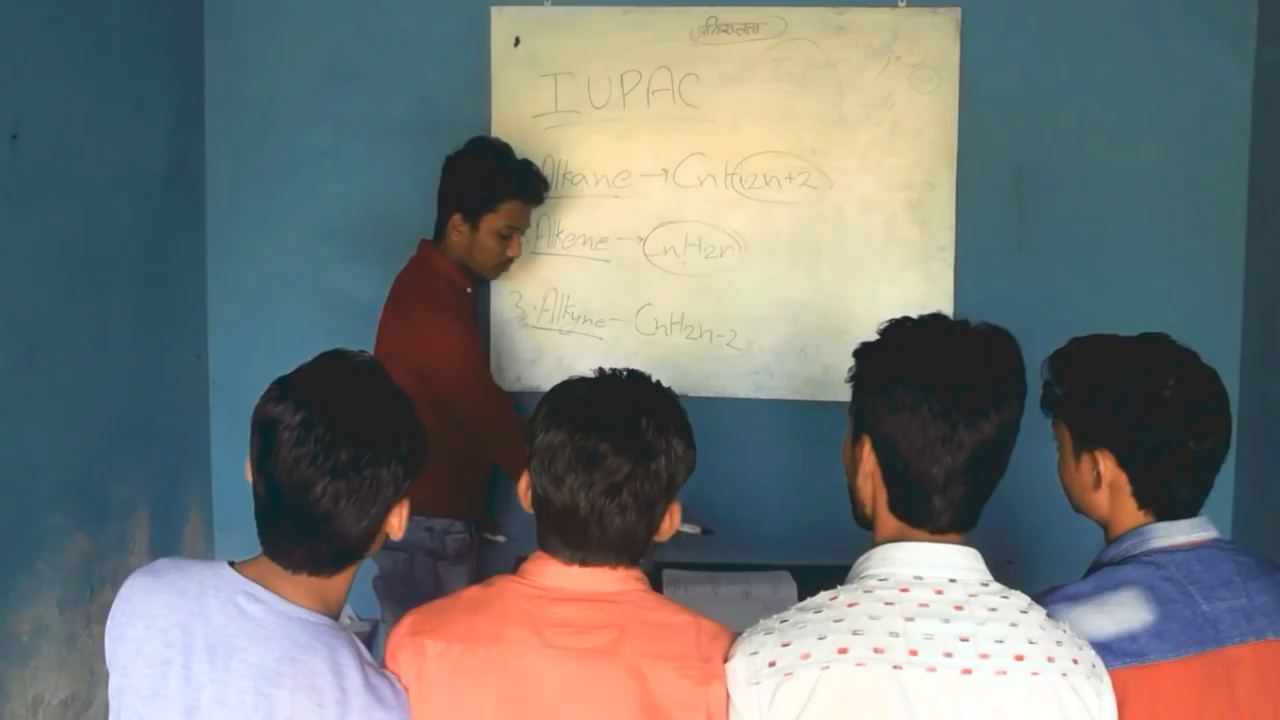 IUPAC
Alkane → CnH2n+2
Alkene → CnH2n
3. Alkyne - CnH2n-2